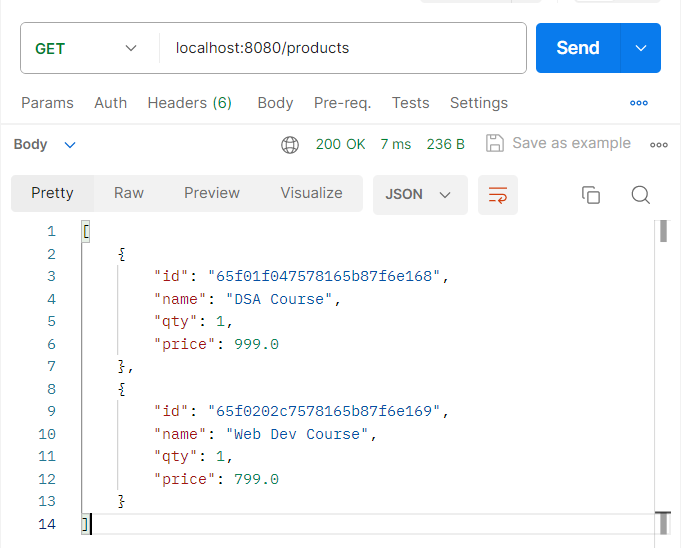 GET localhost:8080/products Send
Params Auth Headers (6) Body Pre-req. Tests Settings
Body 200 OK 7 ms 236 B Save as example
Pretty Raw Preview Visualize JSON
1 [
2 {
3 "id": "65f01f047578165b87f6e168",
4 "name": "DSA Course",
5 "qty": 1,
6 "price": 999.0
7 },
8 {
9 "id": "65f0202c7578165b87f6e169",
10 "name": "Web Dev Course",
11 "qty": 1,
12 "price": 799.0
13 }
14 ]